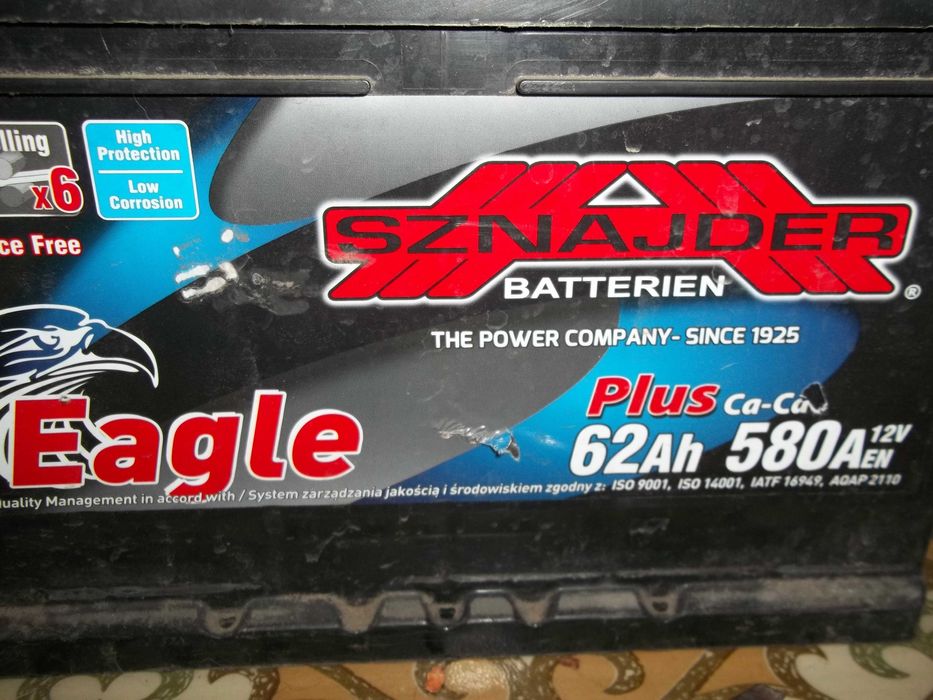 lling
x6
High
Protection
Low
Corrosion
ce Free
SZNAJDER
BATTERIEN
®
THE POWER COMPANY- SINCE 1925
Eagle
Plus Ca-Ca
62Ah 580A 12V EN
uality Management in accord with / System zarządzania jakością i środowiskiem zgodny z: ISO 9001, ISO 14001, IATF 16949, AQAP 2110